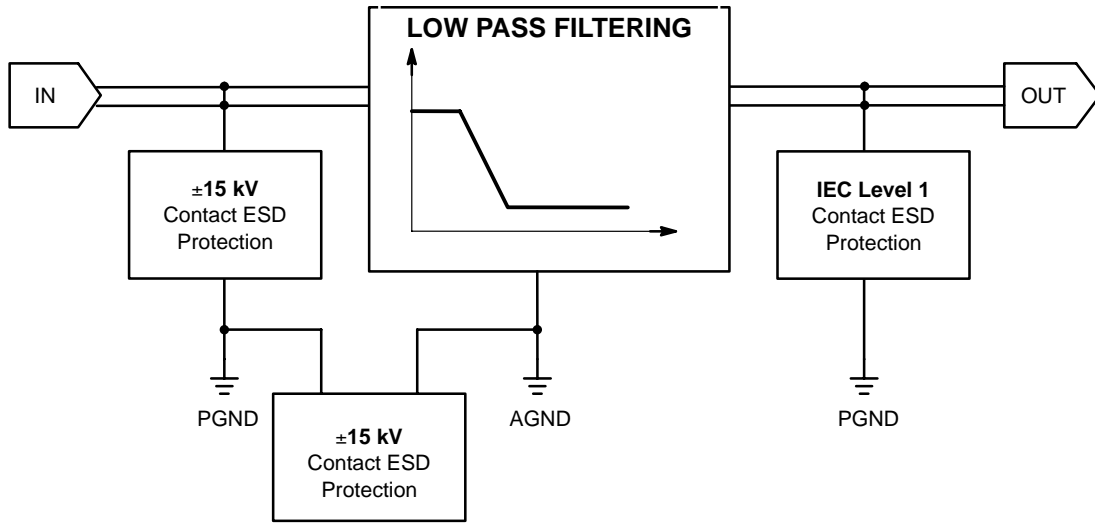 LOW PASS FILTERING
IN
OUT
±15 kV
Contact ESD
Protection
IEC Level 1
Contact ESD
Protection
PGND
AGND
PGND
±15 kV
Contact ESD
Protection